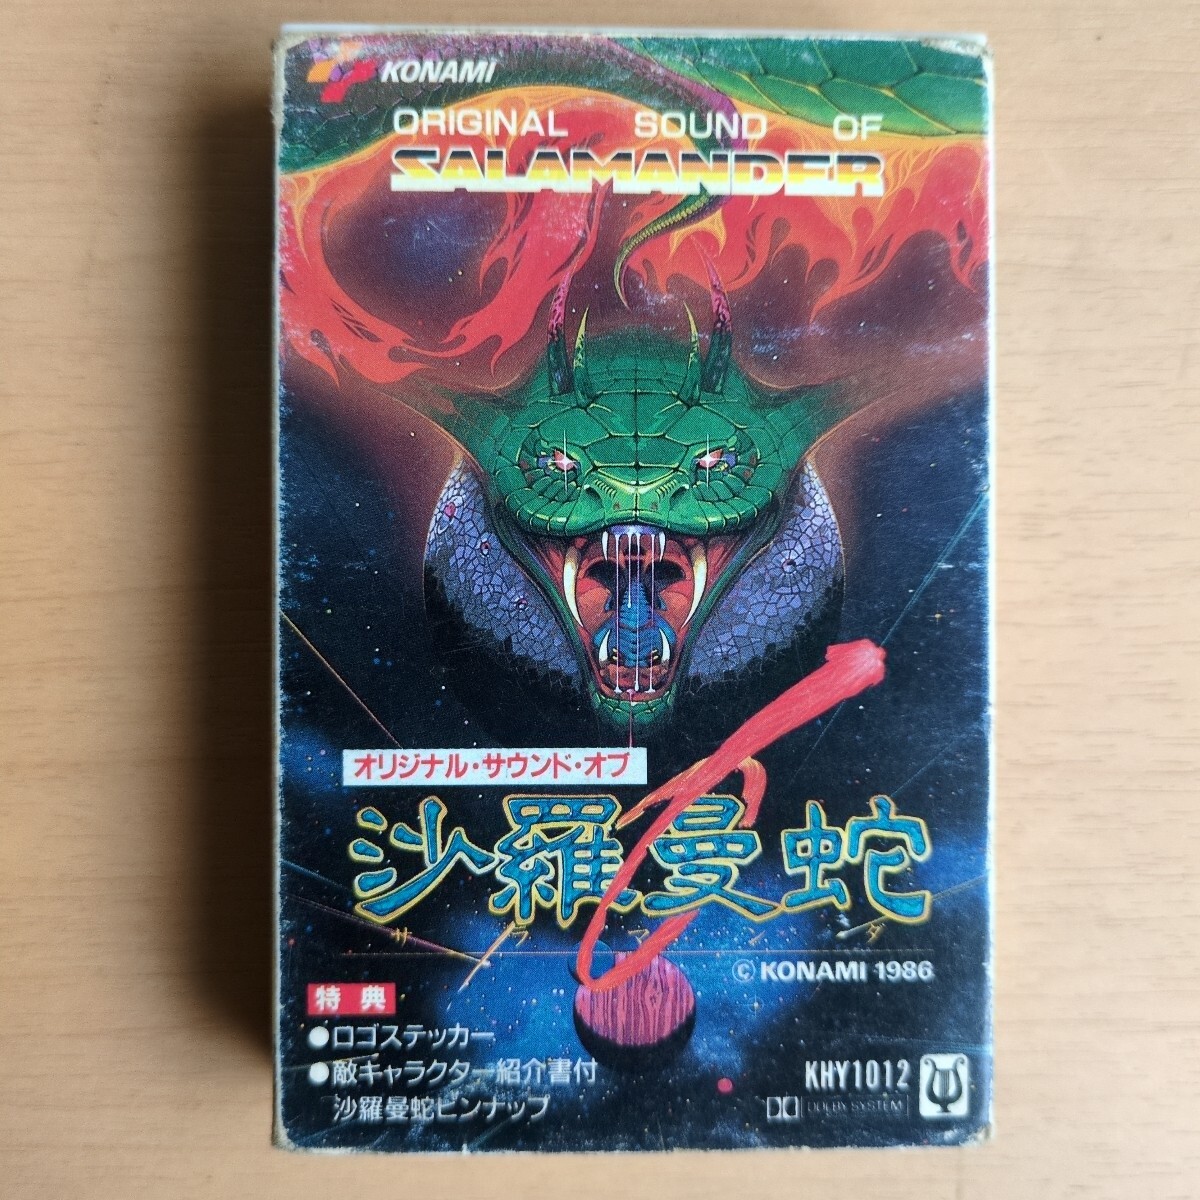 KONAMI
ORIGINAL SOUND OF
SALAMANDER
オリジナル・サウンド・オブ
沙羅曼蛇
サラマンダ
© KONAMI 1986
特典
●ロゴステッカー
●敵キャラクター紹介書付
沙羅曼蛇ピンナップ
KHY1012
DOLBY SYSTEM